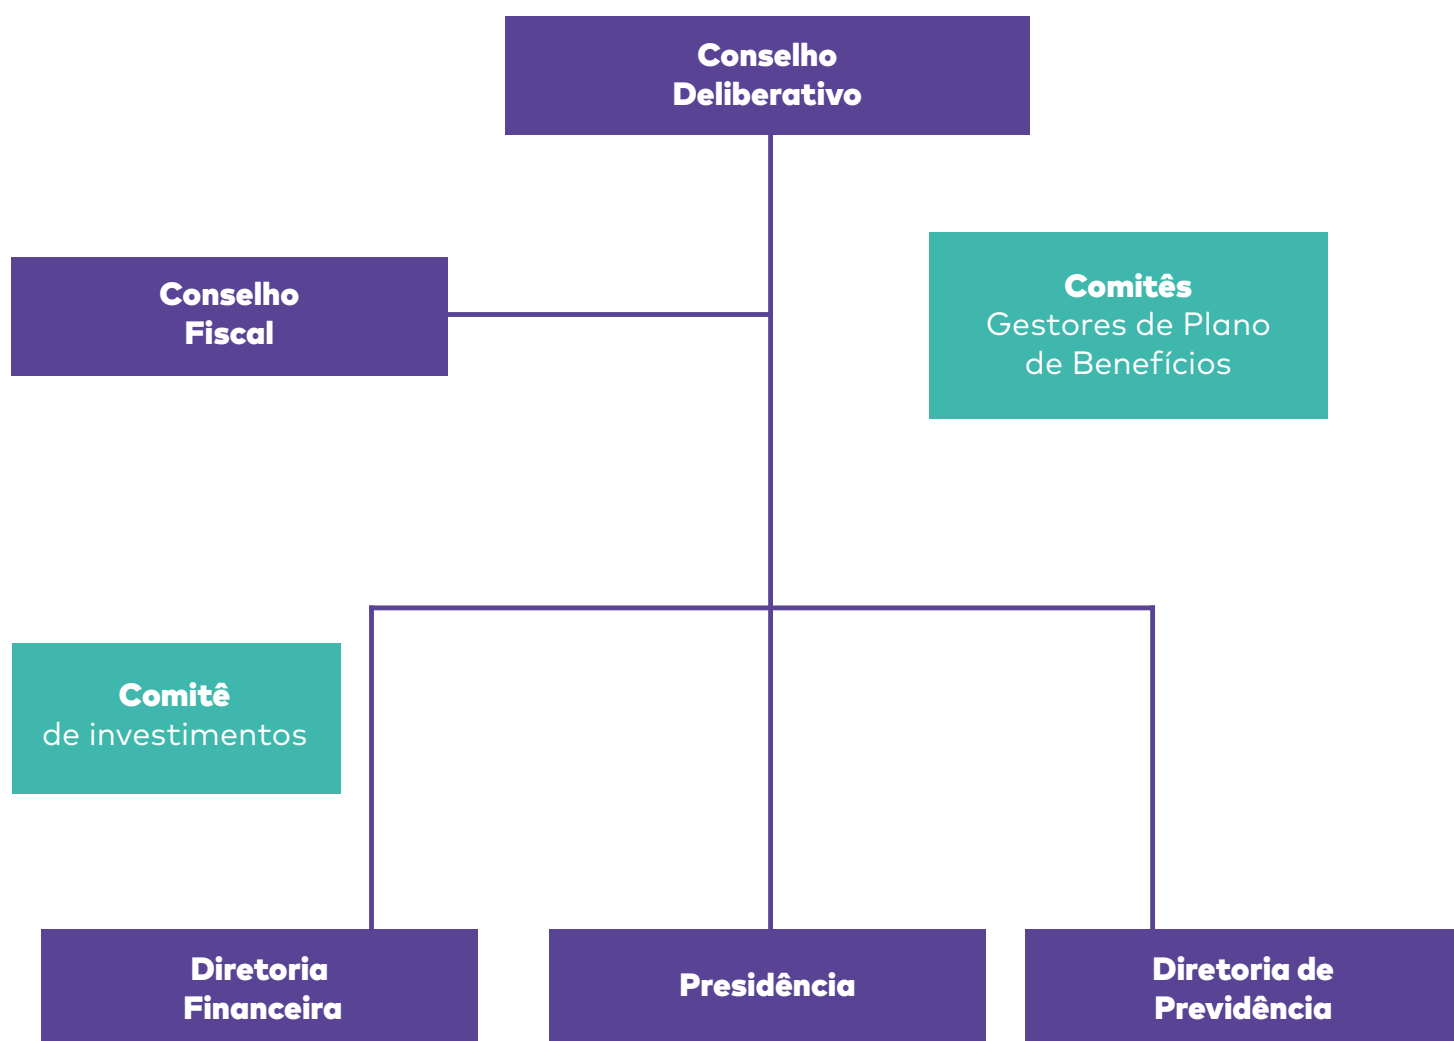 Conselho
Deliberativo
Conselho
Fiscal
Comitês
Gestores de Plano
de Benefícios
Comitê
de investimentos
Diretoria
Financeira
Presidência
Diretoria de
Previdência